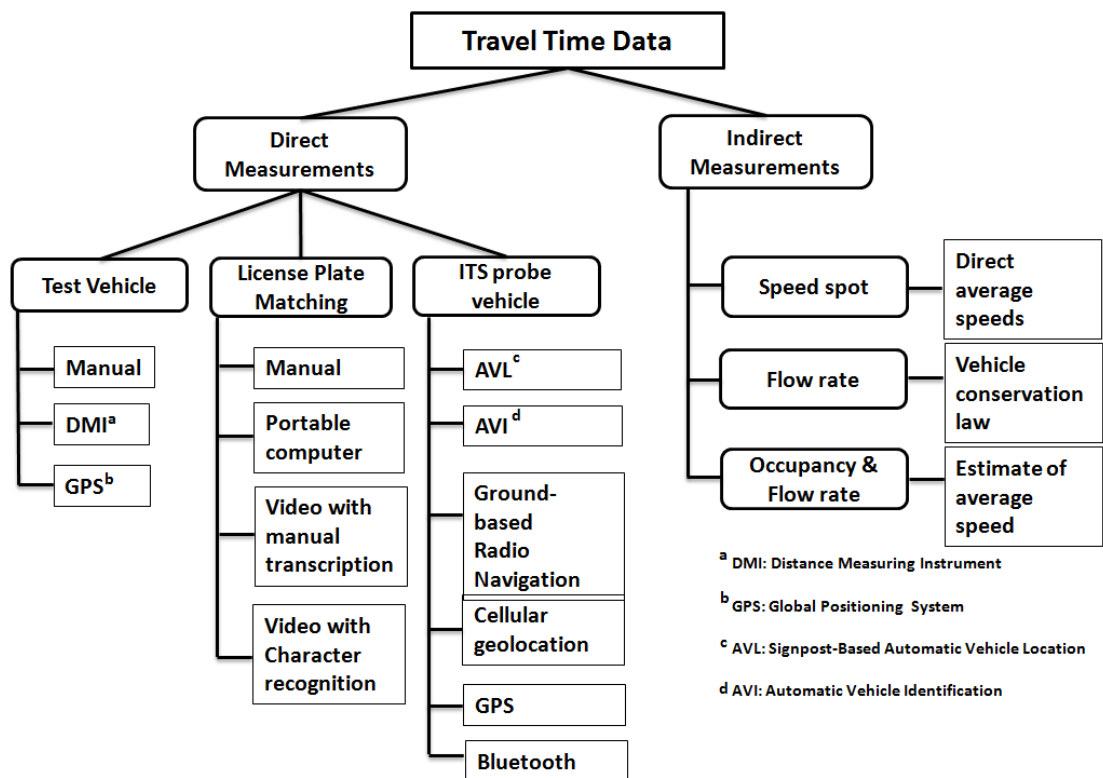 Travel Time Data
Direct
Measurements
Indirect
Measurements
Test Vehicle
Manual
DMIᵃ
GPSᵇ
License Plate
Matching
Manual
Portable
computer
Video with
manual
transcription
Video with
Character
recognition
ITS probe
vehicle
AVLᶜ
AVI ᵈ
Ground-
based
Radio
Navigation
Cellular
geolocation
GPS
Bluetooth
Speed spot
Direct
average
speeds
Flow rate
Vehicle
conservation
law
Occupancy &
Flow rate
Estimate of
average
speed
ᵃ DMI: Distance Measuring Instrument
ᵇ GPS: Global Positioning System
ᶜ AVL: Signpost-Based Automatic Vehicle Location
ᵈ AVI: Automatic Vehicle Identification